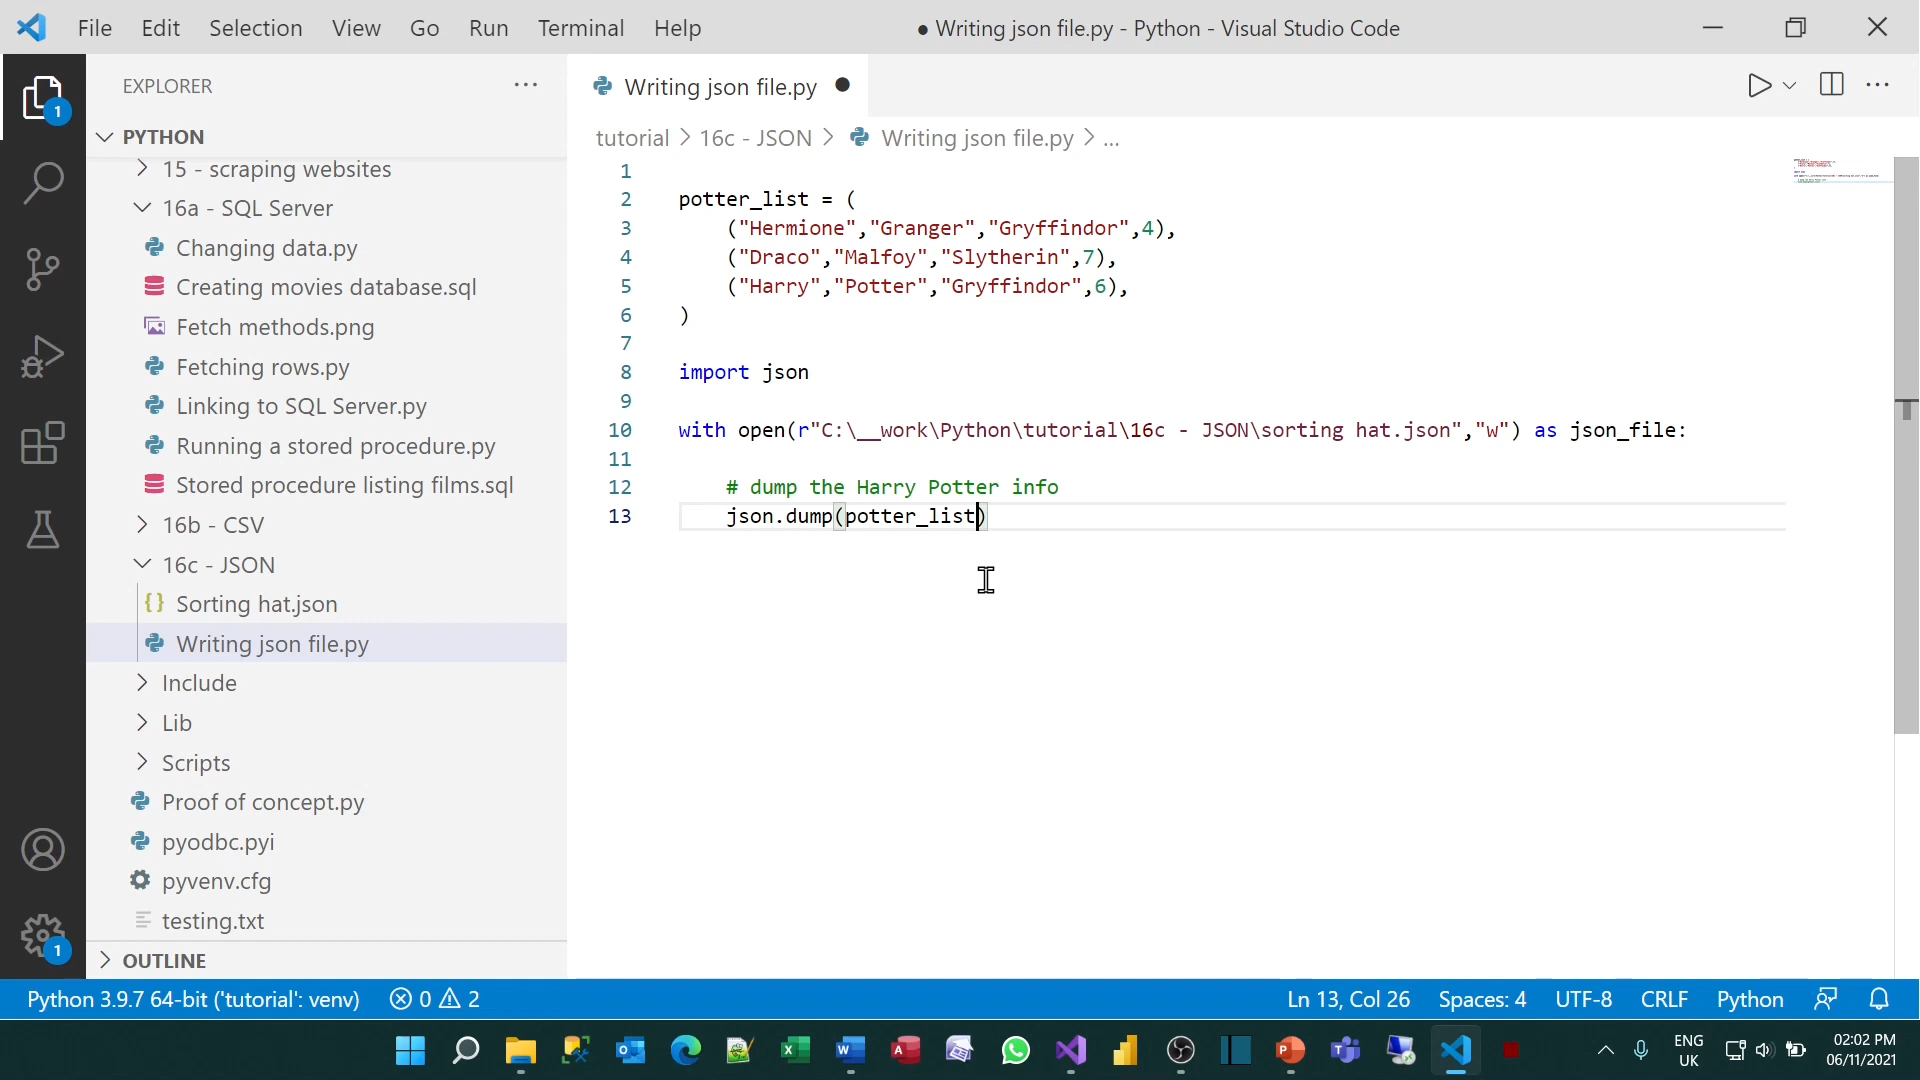 File Edit Selection View Go Run Terminal Help
● Writing json file.py - Python - Visual Studio Code
EXPLORER
1
PYTHON
15 - scraping websites
16a - SQL Server
Changing data.py
Creating movies database.sql
Fetch methods.png
Fetching rows.py
Linking to SQL Server.py
Running a stored procedure.py
Stored procedure listing films.sql
16b - CSV
16c - JSON
Sorting hat.json
Writing json file.py
Include
Lib
Scripts
Proof of concept.py
pyodbc.pyi
pyvenv.cfg
testing.txt
1
OUTLINE
Writing json file.py ●
tutorial > 16c - JSON > Writing json file.py > ...
1
2 potter_list = (
3 ("Hermione","Granger","Gryffindor",4),
4 ("Draco","Malfoy","Slytherin",7),
5 ("Harry","Potter","Gryffindor",6),
6 )
7
8 import json
9
10 with open(r"C:\__work\Python\tutorial\16c - JSON\sorting hat.json","w") as json_file:
11
12 # dump the Harry Potter info
13 json.dump(potter_list)
Python 3.9.7 64-bit ('tutorial': venv) 0 2 Ln 13, Col 26 Spaces: 4 UTF-8 CRLF Python
ENG
UK
02:02 PM
06/11/2021